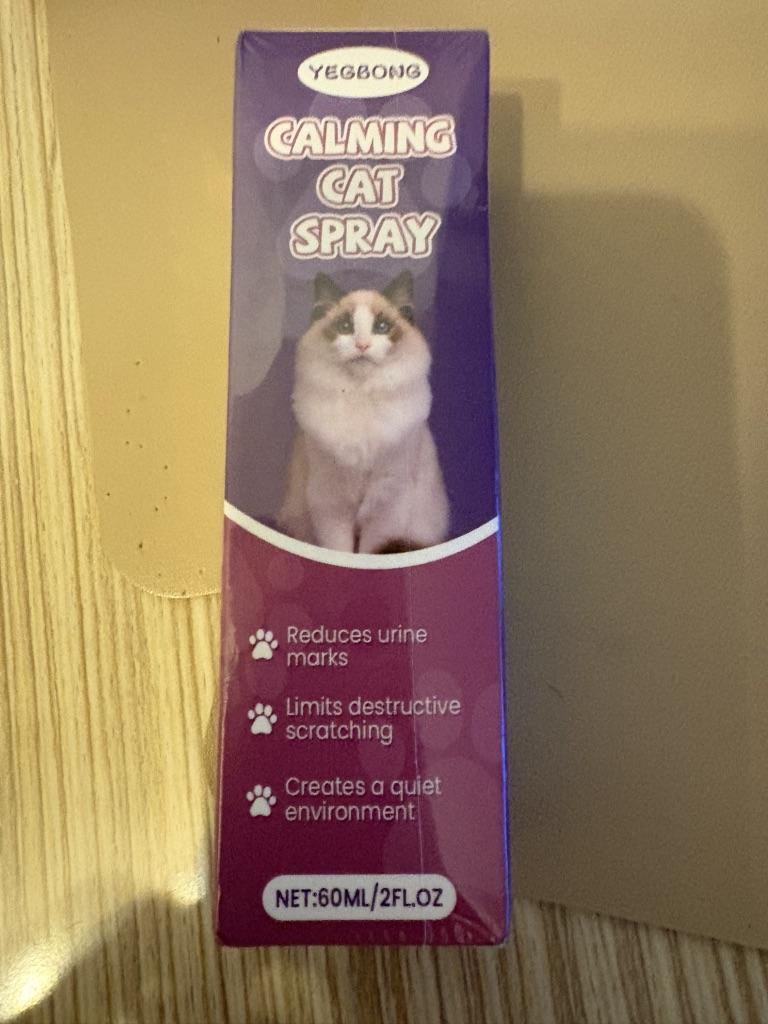 YEGBONG
CALMING
CAT
SPRAY
Reduces urine
marks
Limits destructive
scratching
Creates a quiet
environment
NET:60ML/2FL.OZ